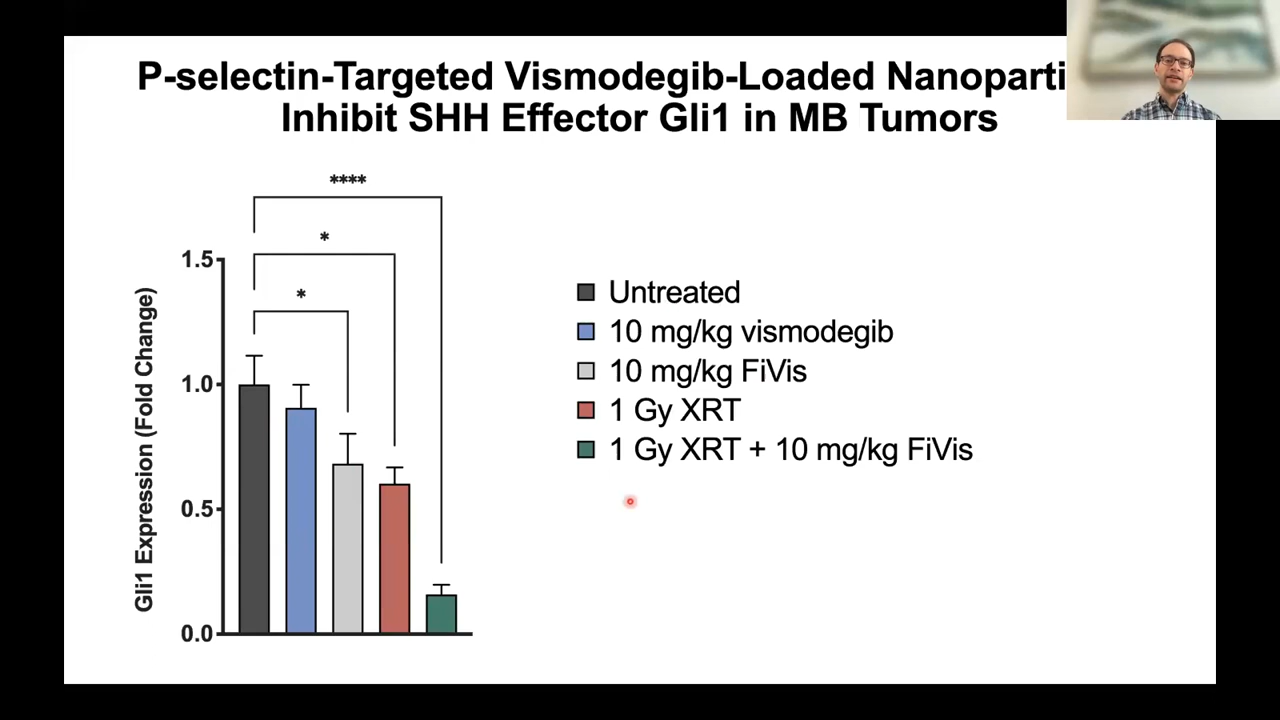 P-selectin-Targeted Vismodegib-Loaded Nanoparti
Inhibit SHH Effector Gli1 in MB Tumors
****
*
*
1.5
1.0
0.5
0.0
Gli1 Expression (Fold Change)
Untreated
10 mg/kg vismodegib
10 mg/kg FiVis
1 Gy XRT
1 Gy XRT + 10 mg/kg FiVis